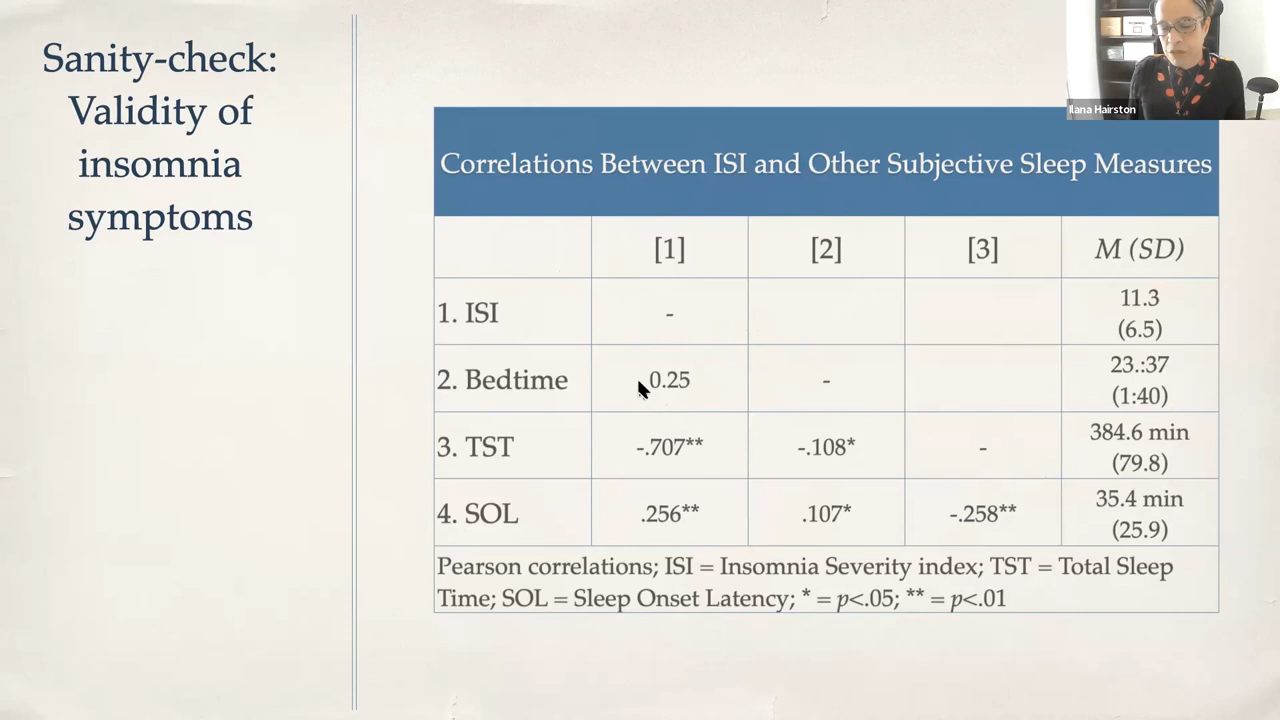 Sanity-check:
Validity of
insomnia
symptoms
Ilana Hairston
Correlations Between ISI and Other Subjective Sleep Measures
[1] [2] [3] M (SD)
1. ISI - 11.3
(6.5)
2. Bedtime 0.25 - 23.:37
(1:40)
3. TST -.707** -.108* - 384.6 min
(79.8)
4. SOL .256** .107* -.258** 35.4 min
(25.9)
Pearson correlations; ISI = Insomnia Severity index; TST = Total Sleep
Time; SOL = Sleep Onset Latency; * = p<.05; ** = p<.01